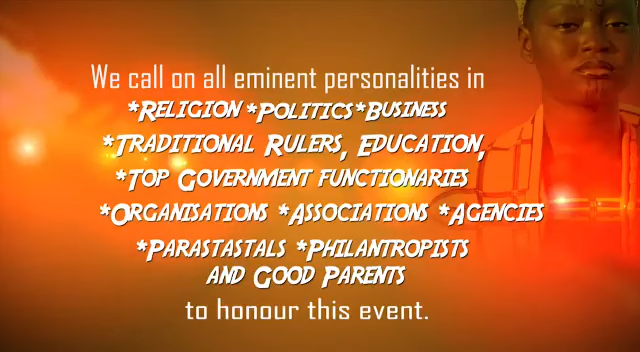 We call on all eminent personalities in
*RELIGION *POLITICS *BUSINESS
*TRADITIONAL RULERS, EDUCATION,
*TOP GOVERNMENT FUNCTIONARIES
*ORGANISATIONS *ASSOCIATIONS *AGENCIES
*PARASTASTALS *PHILANTROPISTS
AND GOOD PARENTS
to honour this event.